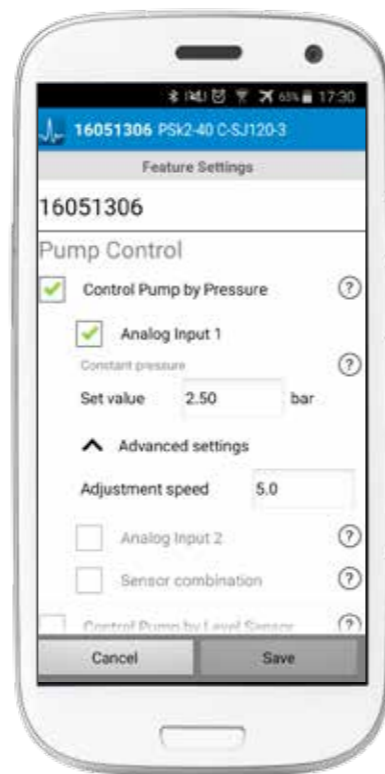 65% 17:30
16051306 PSk2-40 C-SJ120-3
Feature Settings
16051306
Pump Control
Control Pump by Pressure ?
Analog Input 1
Constant pressure ?
Set value 2.50 bar
Advanced settings
Adjustment speed 5.0
Analog Input 2 ?
Sensor combination ?
Control Pump by Level Sensor ?
Cancel Save